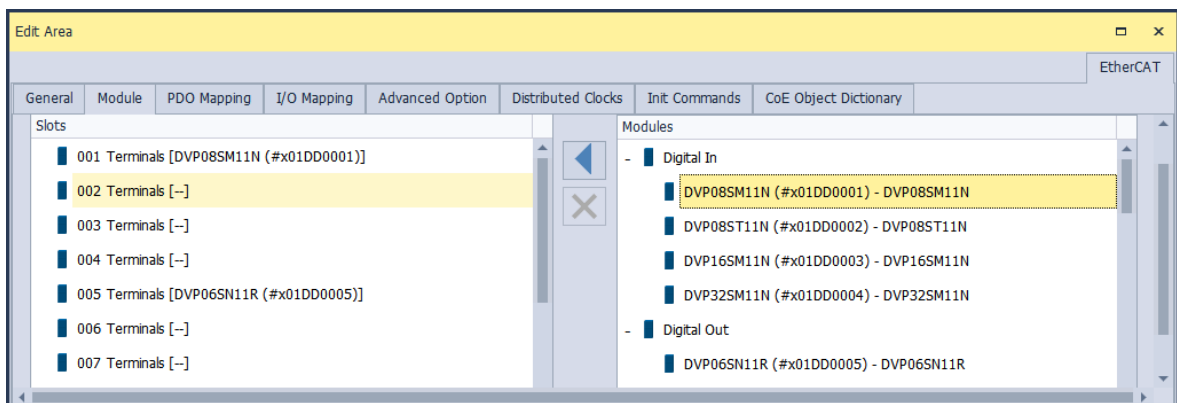 Edit Area
EtherCAT
General Module PDO Mapping I/O Mapping Advanced Option Distributed Clocks Init Commands CoE Object Dictionary
Slots
001 Terminals [DVP08SM11N (#x01DD0001)]
002 Terminals [--]
003 Terminals [--]
004 Terminals [--]
005 Terminals [DVP06SN11R (#x01DD0005)]
006 Terminals [--]
007 Terminals [--]
Modules
- Digital In
DVP08SM11N (#x01DD0001) - DVP08SM11N
DVP08ST11N (#x01DD0002) - DVP08ST11N
DVP16SM11N (#x01DD0003) - DVP16SM11N
DVP32SM11N (#x01DD0004) - DVP32SM11N
- Digital Out
DVP06SN11R (#x01DD0005) - DVP06SN11R